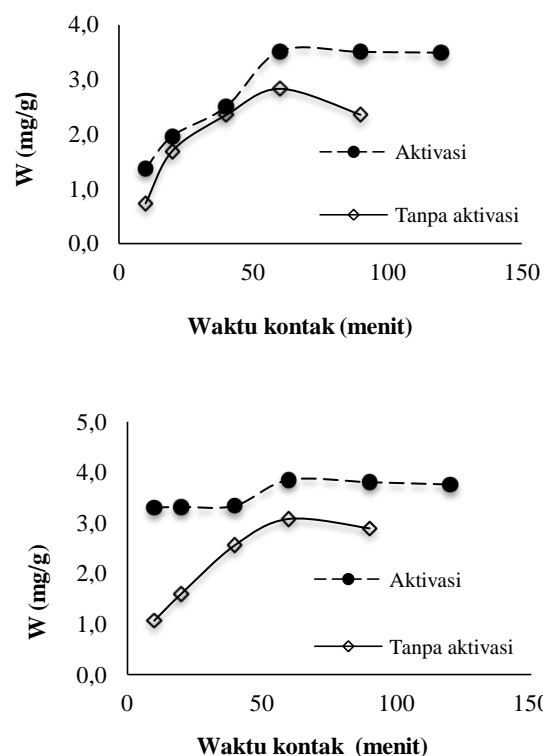 4,0
3,0
2,0
1,0
0,0
W (mg/g)
Aktivasi
Tanpa aktivasi
0
50
100
150
Waktu kontak (menit)
5,0
4,0
3,0
2,0
1,0
0,0
W (mg/g)
Aktivasi
Tanpa aktivasi
0
50
100
150
Waktu kontak (menit)